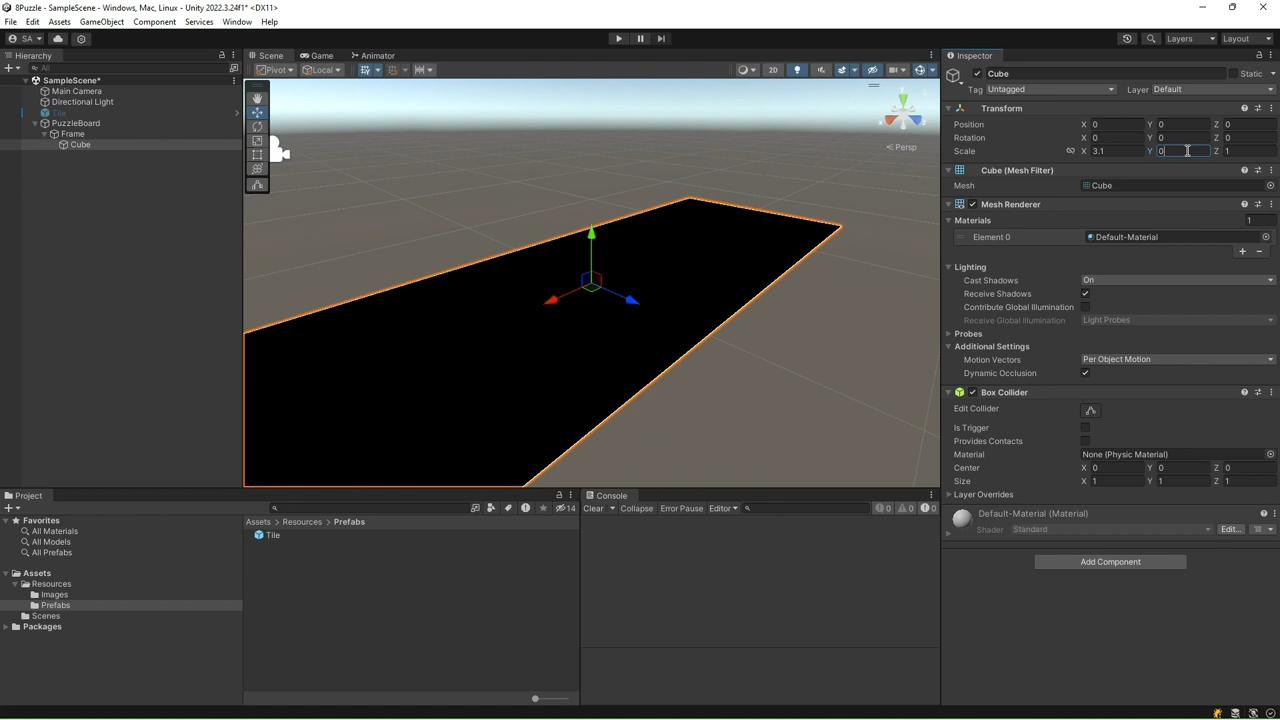 8Puzzle - SampleScene - Windows, Mac, Linux - Unity 2022.3.24f1* <DX11>
File Edit Assets GameObject Component Services Window Help
SA Layers Layout
Hierarchy
All
SampleScene*
Main Camera
Directional Light
Tile
PuzzleBoard
Frame
Cube
Scene Game Animator
Pivot Local 2D
Persp
Inspector
Cube Static
Tag Untagged Layer Default
Transform
Position X 0 Y 0 Z 0
Rotation X 0 Y 0 Z 0
Scale X 3.1 Y 0 Z 1
Cube (Mesh Filter)
Mesh Cube
Mesh Renderer
Materials 1
Element 0 Default-Material
Lighting
Cast Shadows On
Receive Shadows
Contribute Global Illumination
Receive Global Illumination Light Probes
Probes
Additional Settings
Motion Vectors Per Object Motion
Dynamic Occlusion
Box Collider
Edit Collider
Is Trigger
Provides Contacts
Material None (Physic Material)
Center X 0 Y 0 Z 0
Size X 1 Y 1 Z 1
Layer Overrides
Default-Material (Material)
Shader Standard Edit...
Add Component
Project
14
Favorites
All Materials
All Models
All Prefabs
Assets
Resources
Images
Prefabs
Scenes
Packages
Assets > Resources > Prefabs
Tile
Console
Clear Collapse Error Pause Editor 0 0 0